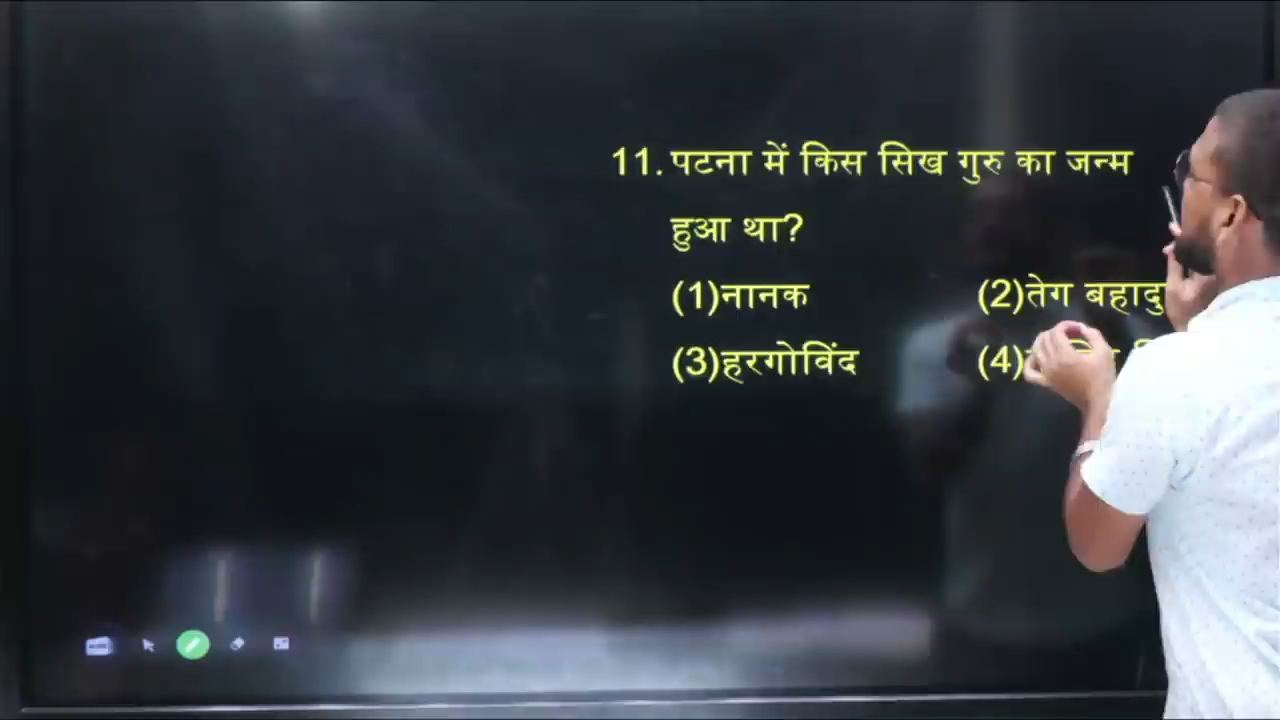 11. पटना में किस सिख गुरु का जन्म
हुआ था?
(1)नानक (2)तेग बहादु
(3)हरगोविंद (4)